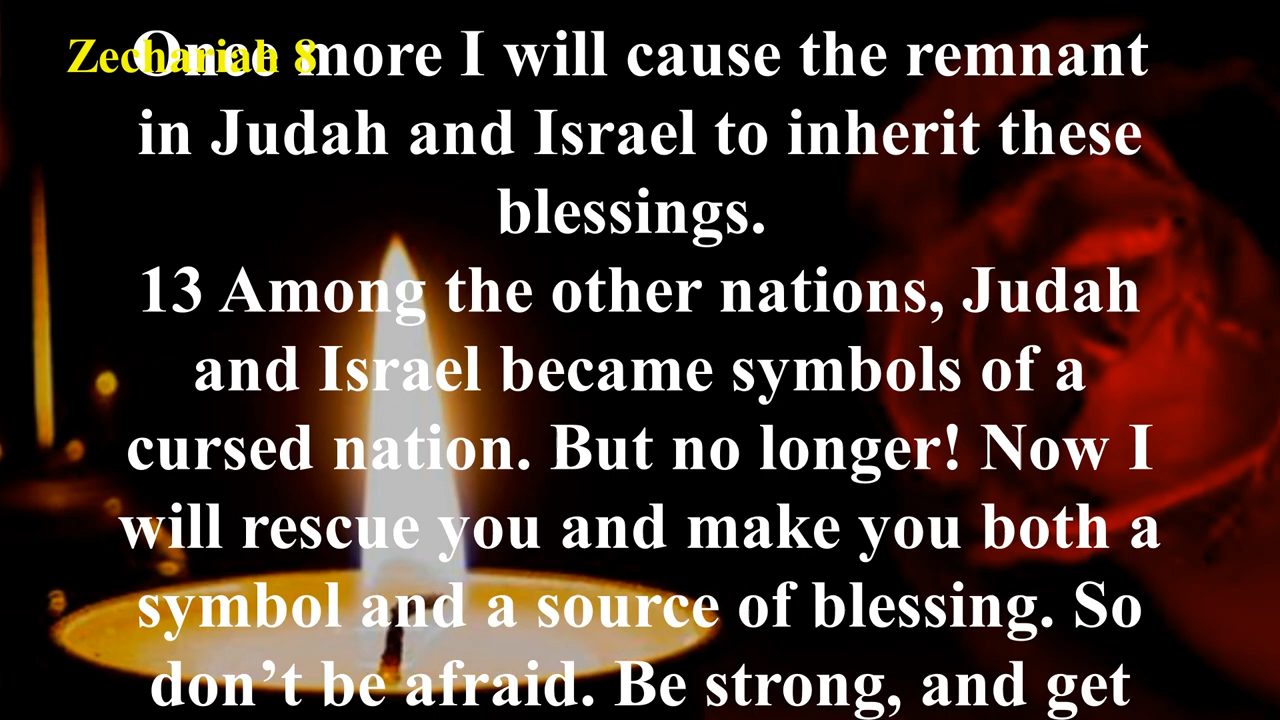 Zechariah 8
Once more I will cause the remnant
in Judah and Israel to inherit these
blessings.
13 Among the other nations, Judah
and Israel became symbols of a
cursed nation. But no longer! Now I
will rescue you and make you both a
symbol and a source of blessing. So
don’t be afraid. Be strong, and get